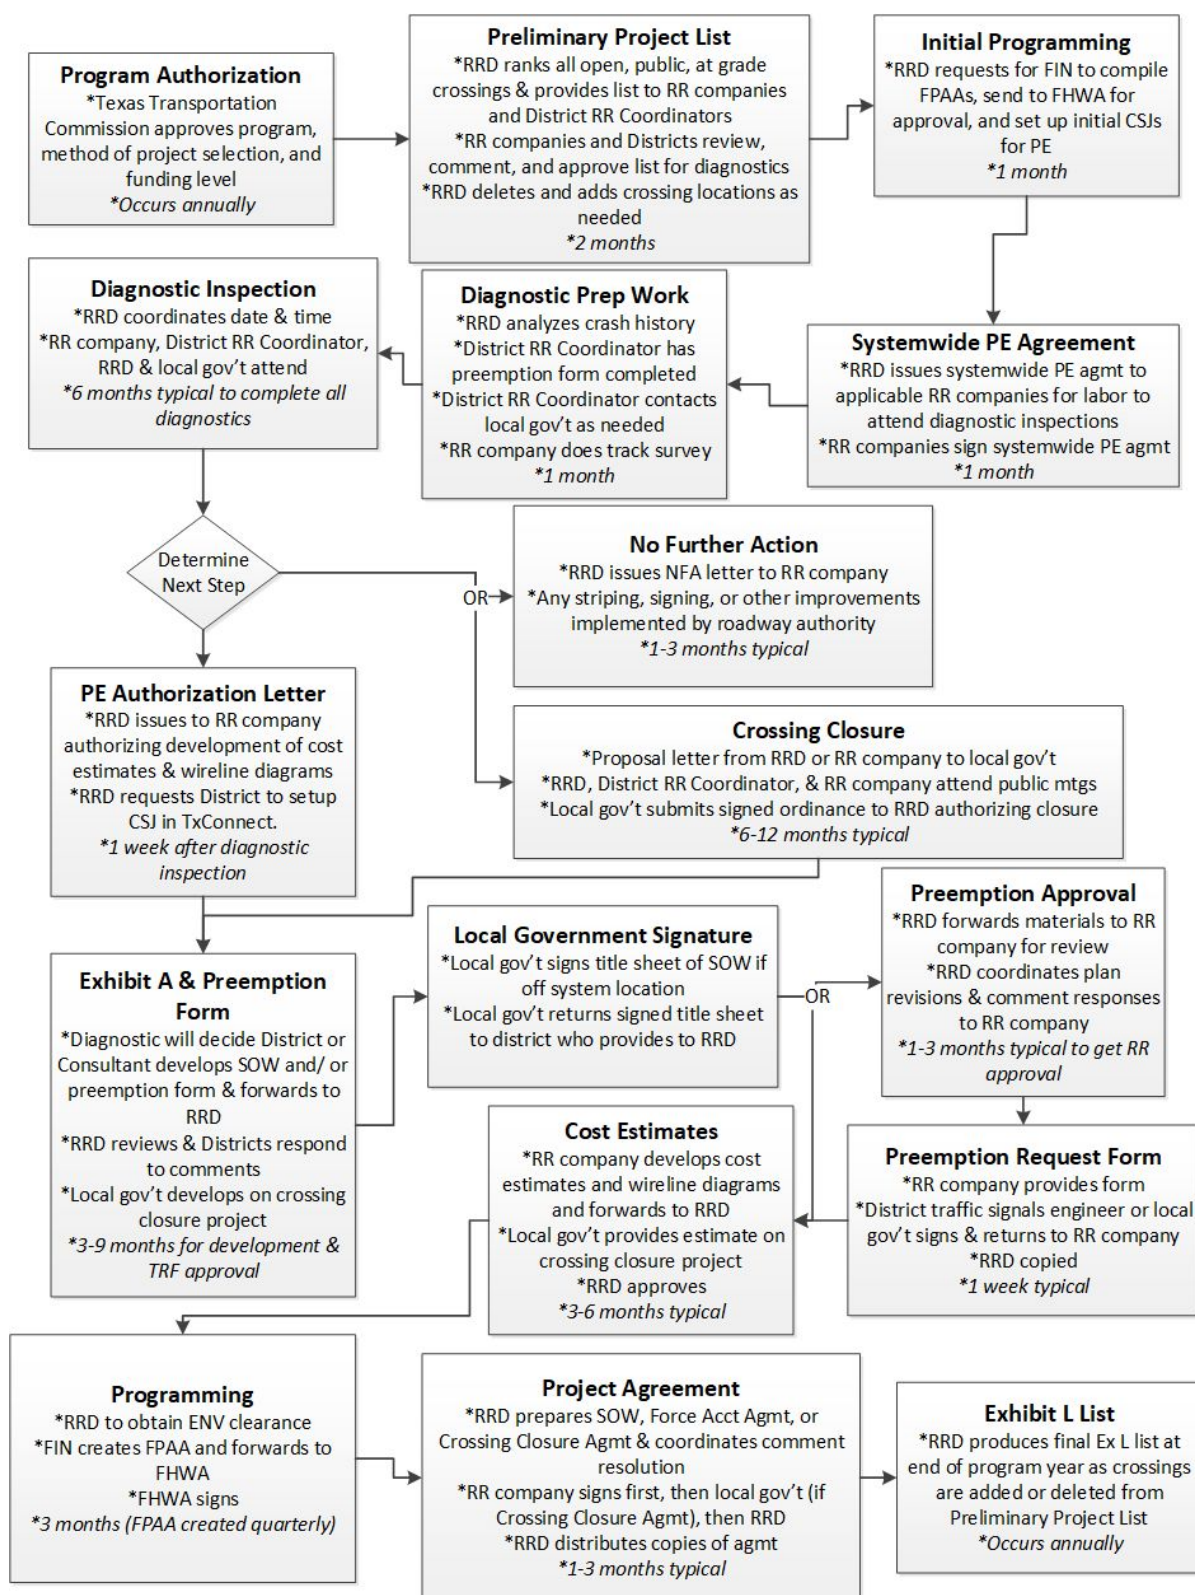 Program Authorization
*Texas Transportation
Commission approves program,
method of project selection, and
funding level
*Occurs annually
Preliminary Project List
*RRD ranks all open, public, at grade
crossings & provides list to RR companies
and District RR Coordinators
*RR companies and Districts review,
comment, and approve list for diagnostics
*RRD deletes and adds crossing locations as
needed
*2 months
Initial Programming
*RRD requests for FIN to compile
FPAAs, send to FHWA for
approval, and set up initial CSJs
for PE
*1 month
Diagnostic Inspection
*RRD coordinates date & time
*RR company, District RR Coordinator,
RRD & local gov't attend
*6 months typical to complete all
diagnostics
Diagnostic Prep Work
*RRD analyzes crash history
*District RR Coordinator has
preemption form completed
*District RR Coordinator contacts
local gov't as needed
*RR company does track survey
*1 month
Systemwide PE Agreement
*RRD issues systemwide PE agmt to
applicable RR companies for labor to
attend diagnostic inspections
*RR companies sign systemwide PE agmt
*1 month
Determine
Next Step
OR
No Further Action
*RRD issues NFA letter to RR company
*Any striping, signing, or other improvements
implemented by roadway authority
*1-3 months typical
PE Authorization Letter
*RRD issues to RR company
authorizing development of cost
estimates & wireline diagrams
*RRD requests District to setup
CSJ in TxConnect.
*1 week after diagnostic
inspection
Crossing Closure
*Proposal letter from RRD or RR company to local gov't
*RRD, District RR Coordinator, & RR company attend public mtgs
*Local gov't submits signed ordinance to RRD authorizing closure
*6-12 months typical
Exhibit A & Preemption
Form
*Diagnostic will decide District or
Consultant develops SOW and/ or
preemption form & forwards to
RRD
*RRD reviews & Districts respond
to comments
*Local gov't develops on crossing
closure project
*3-9 months for development &
TRF approval
Local Government Signature
*Local gov't signs title sheet of SOW if
off system location
*Local gov't returns signed title sheet
to district who provides to RRD
OR
Preemption Approval
*RRD forwards materials to RR
company for review
*RRD coordinates plan
revisions & comment responses
to RR company
*1-3 months typical to get RR
approval
Cost Estimates
*RR company develops cost
estimates and wireline diagrams
and forwards to RRD
*Local gov't provides estimate on
crossing closure project
*RRD approves
*3-6 months typical
Preemption Request Form
*RR company provides form
*District traffic signals engineer or local
gov't signs & returns to RR company
*RRD copied
*1 week typical
Programming
*RRD to obtain ENV clearance
*FIN creates FPAA and forwards to
FHWA
*FHWA signs
*3 months (FPAA created quarterly)
Project Agreement
*RRD prepares SOW, Force Acct Agmt, or
Crossing Closure Agmt & coordinates comment
resolution
*RR company signs first, then local gov't (if
Crossing Closure Agmt), then RRD
*RRD distributes copies of agmt
*1-3 months typical
Exhibit L List
*RRD produces final Ex L list at
end of program year as crossings
are added or deleted from
Preliminary Project List
*Occurs annually